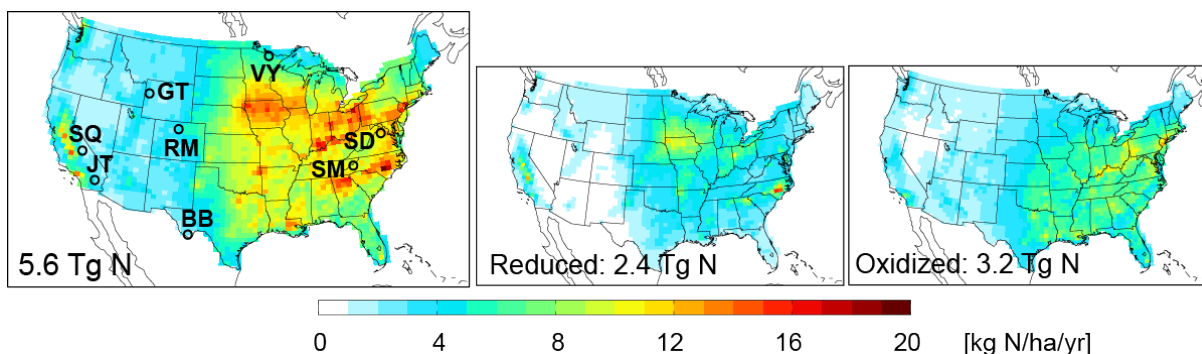 VY
GT
SQ
RM
SD
JT
SM
BB
5.6 Tg N
Reduced: 2.4 Tg N
Oxidized: 3.2 Tg N
0 4 8 12 16 20 [kg N/ha/yr]